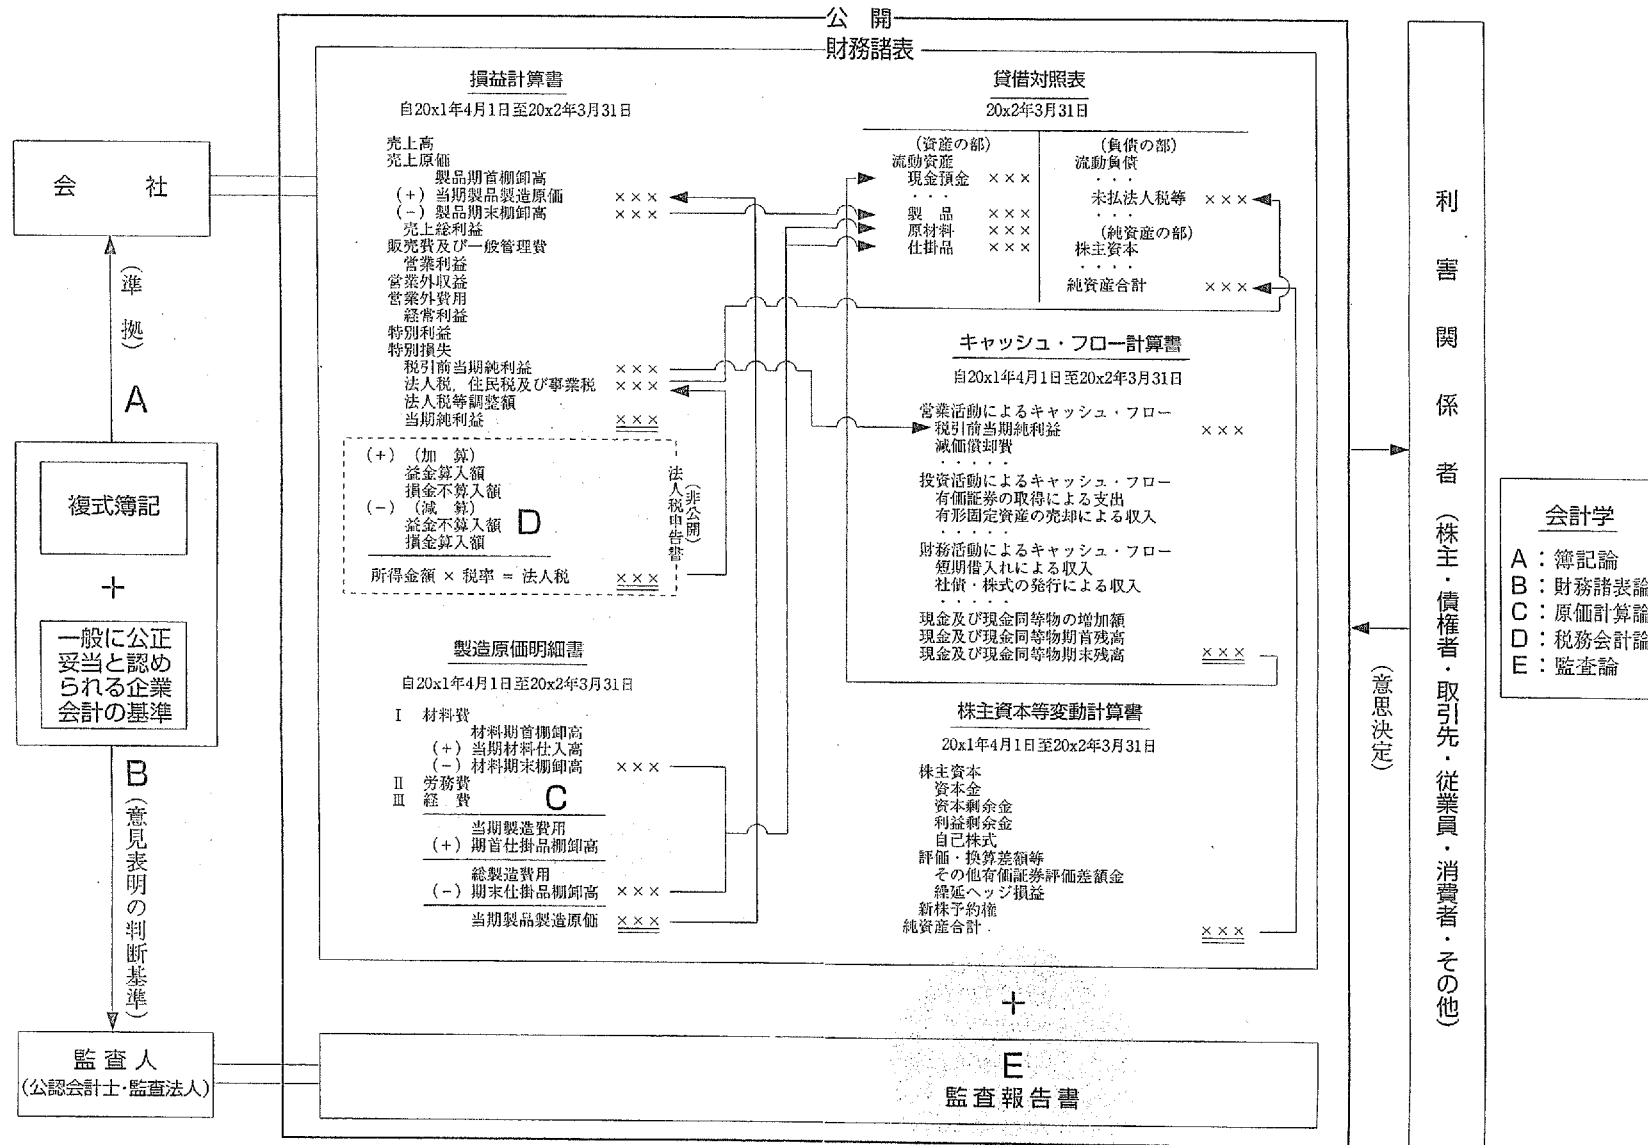 公 開
財務諸表
会 社
(準 拠)
A
複式簿記
+
一般に公正
妥当と認め
られる企業
会計の基準
B
(意見表明の判断基準)
監査人
(公認会計士・監査法人)
損益計算書
自20x1年4月1日至20x2年3月31日
売上高
売上原価
製品期首棚卸高
(+) 当期製品製造原価 ×××
(−) 製品期末棚卸高 ×××
売上総利益
販売費及び一般管理費
営業利益
営業外収益
営業外費用
経常利益
特別利益
特別損失
税引前当期純利益 ×××
法人税, 住民税及び事業税 ×××
法人税等調整額
当期純利益 ×××
(+) (加 算)
益金算入額
損金不算入額
(−) (減 算)
益金不算入額
損金算入額
D
所得金額 × 税率 = 法人税 ×××
法人税申告書
(非公開)
製造原価明細書
自20x1年4月1日至20x2年3月31日
Ⅰ 材料費
材料期首棚卸高
(+) 当期材料仕入高
(−) 材料期末棚卸高 ×××
Ⅱ 労務費
Ⅲ 経 費
C
当期製造費用
(+) 期首仕掛品棚卸高
総製造費用
(−) 期末仕掛品棚卸高 ×××
当期製品製造原価 ×××
貸借対照表
20x2年3月31日
(資産の部)
流動資産
現金預金 ×××
・・・
製 品 ×××
原材料 ×××
仕掛品 ×××
(負債の部)
流動負債
・・・
未払法人税等 ×××
・・・
(純資産の部)
株主資本
・・・・
純資産合計 ×××
キャッシュ・フロー計算書
自20x1年4月1日至20x2年3月31日
営業活動によるキャッシュ・フロー
税引前当期純利益 ×××
減価償却費
・・・・・
投資活動によるキャッシュ・フロー
有価証券の取得による支出
有形固定資産の売却による収入
・・・・・
財務活動によるキャッシュ・フロー
短期借入れによる収入
社債・株式の発行による収入
・・・・・
現金及び現金同等物の増加額
現金及び現金同等物期首残高
現金及び現金同等物期末残高 ×××
株主資本等変動計算書
20x1年4月1日至20x2年3月31日
株主資本
資本金
資本剰余金
利益剰余金
自己株式
評価・換算差額等
その他有価証券評価差額金
繰延ヘッジ損益
新株予約権
純資産合計 ×××
+
E
監査報告書
(意思決定)
利害関係者(株主・債権者・取引先・従業員・消費者・その他)
会計学
A：簿記論
B：財務諸表論
C：原価計算論
D：税務会計論
E：監査論